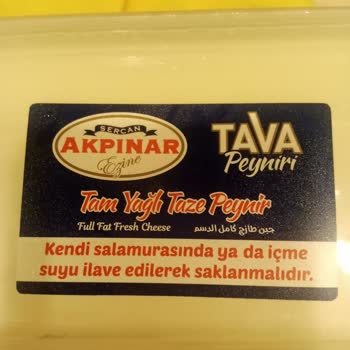 SERCAN
AKPINAR
Ezine
TAVA
Peyniri
Tam Yağlı Taze Peynir
Full Fat Fresh Cheese جبن طازج كامل الدسم
Kendi salamurasında ya da içme
suyu ilave edilerek saklanmalıdır.